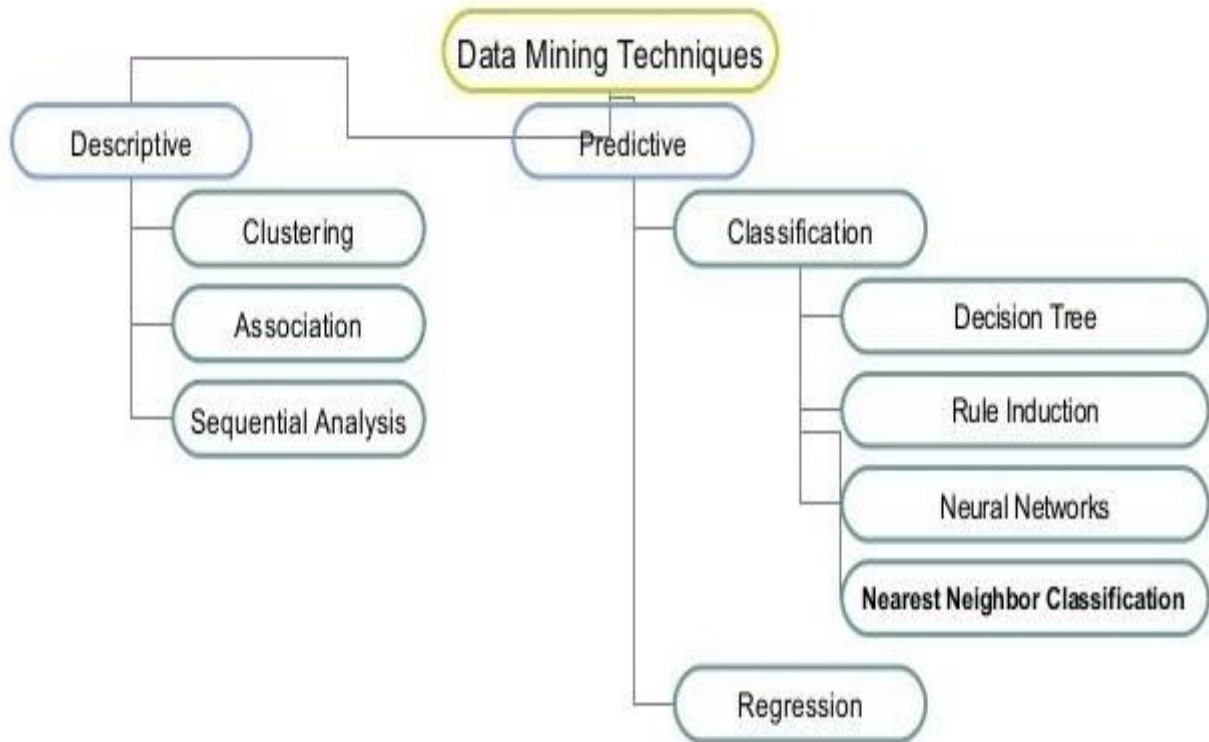 Data Mining Techniques
Descriptive
Predictive
Clustering
Association
Sequential Analysis
Classification
Decision Tree
Rule Induction
Neural Networks
Nearest Neighbor Classification
Regression